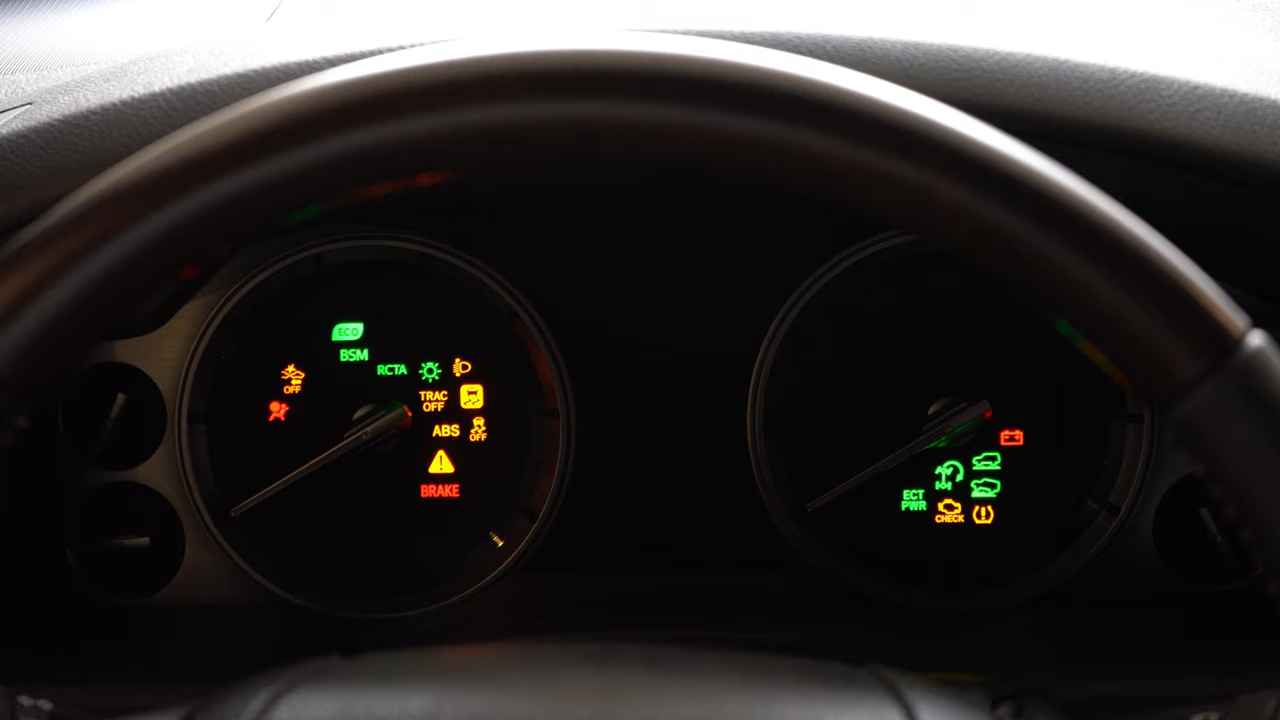 ECO
BSM
RCTA
OFF
TRAC
OFF
ABS
OFF
BRAKE
ECT
PWR
CHECK